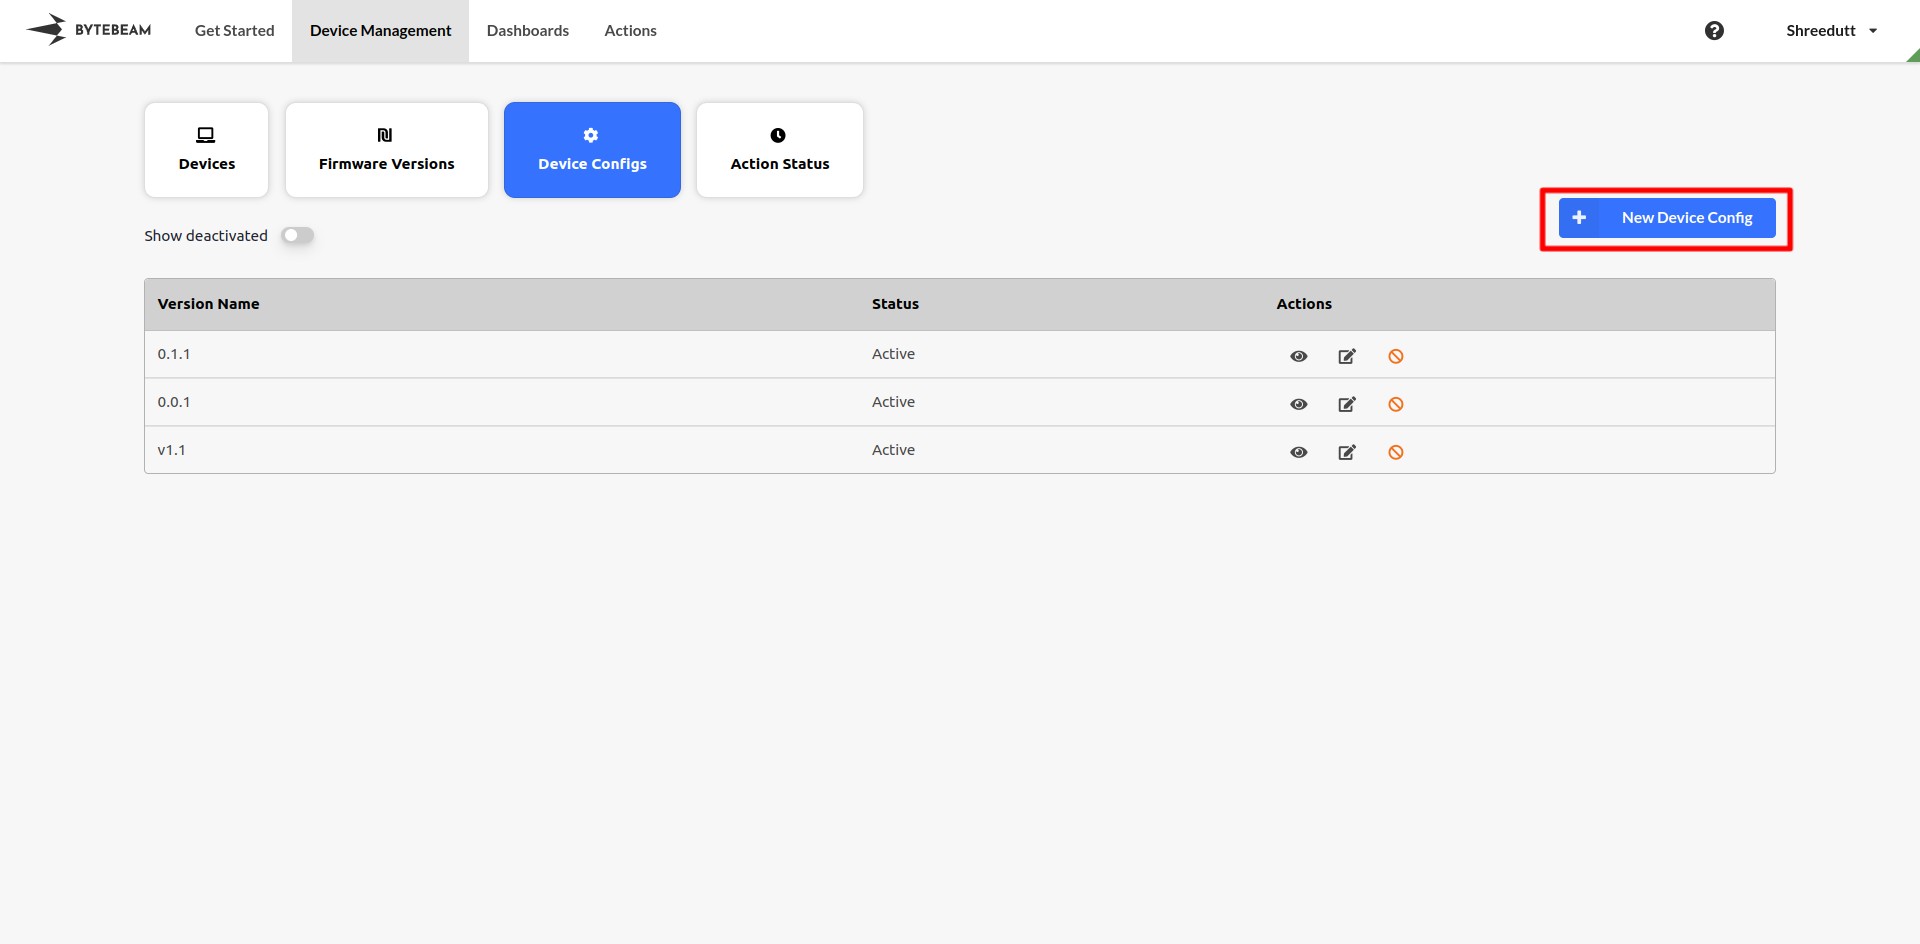 BYTEBEAM Get Started Device Management Dashboards Actions Shreedutt
Devices Firmware Versions Device Configs Action Status
New Device Config
Show deactivated
Version Name Status Actions
0.1.1 Active
0.0.1 Active
v1.1 Active